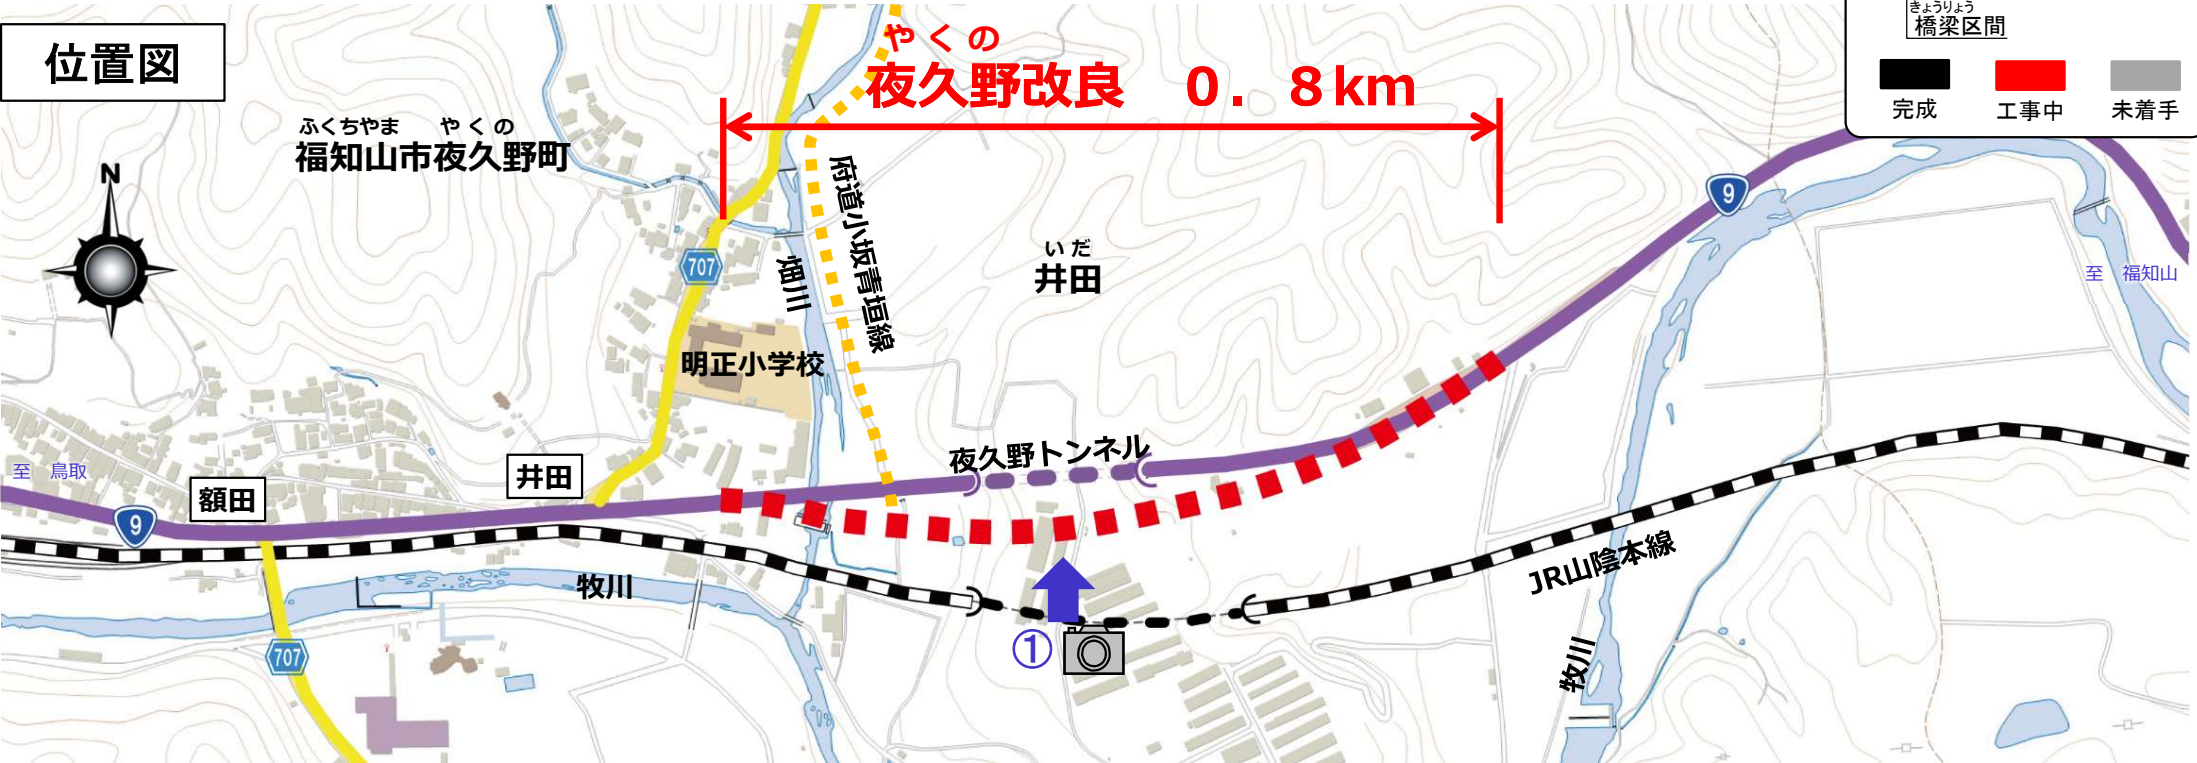 位置図
きょうりょう
橋梁区間
完成
工事中
未着手
やくの
夜久野改良 0.8km
ふくちやま やくの
福知山市夜久野町
N
府道小坂青垣線
9
707
畑川
いだ
井田
至 福知山
明正小学校
夜久野トンネル
至 鳥取
井田
額田
9
JR山陰本線
牧川
①
707
牧川